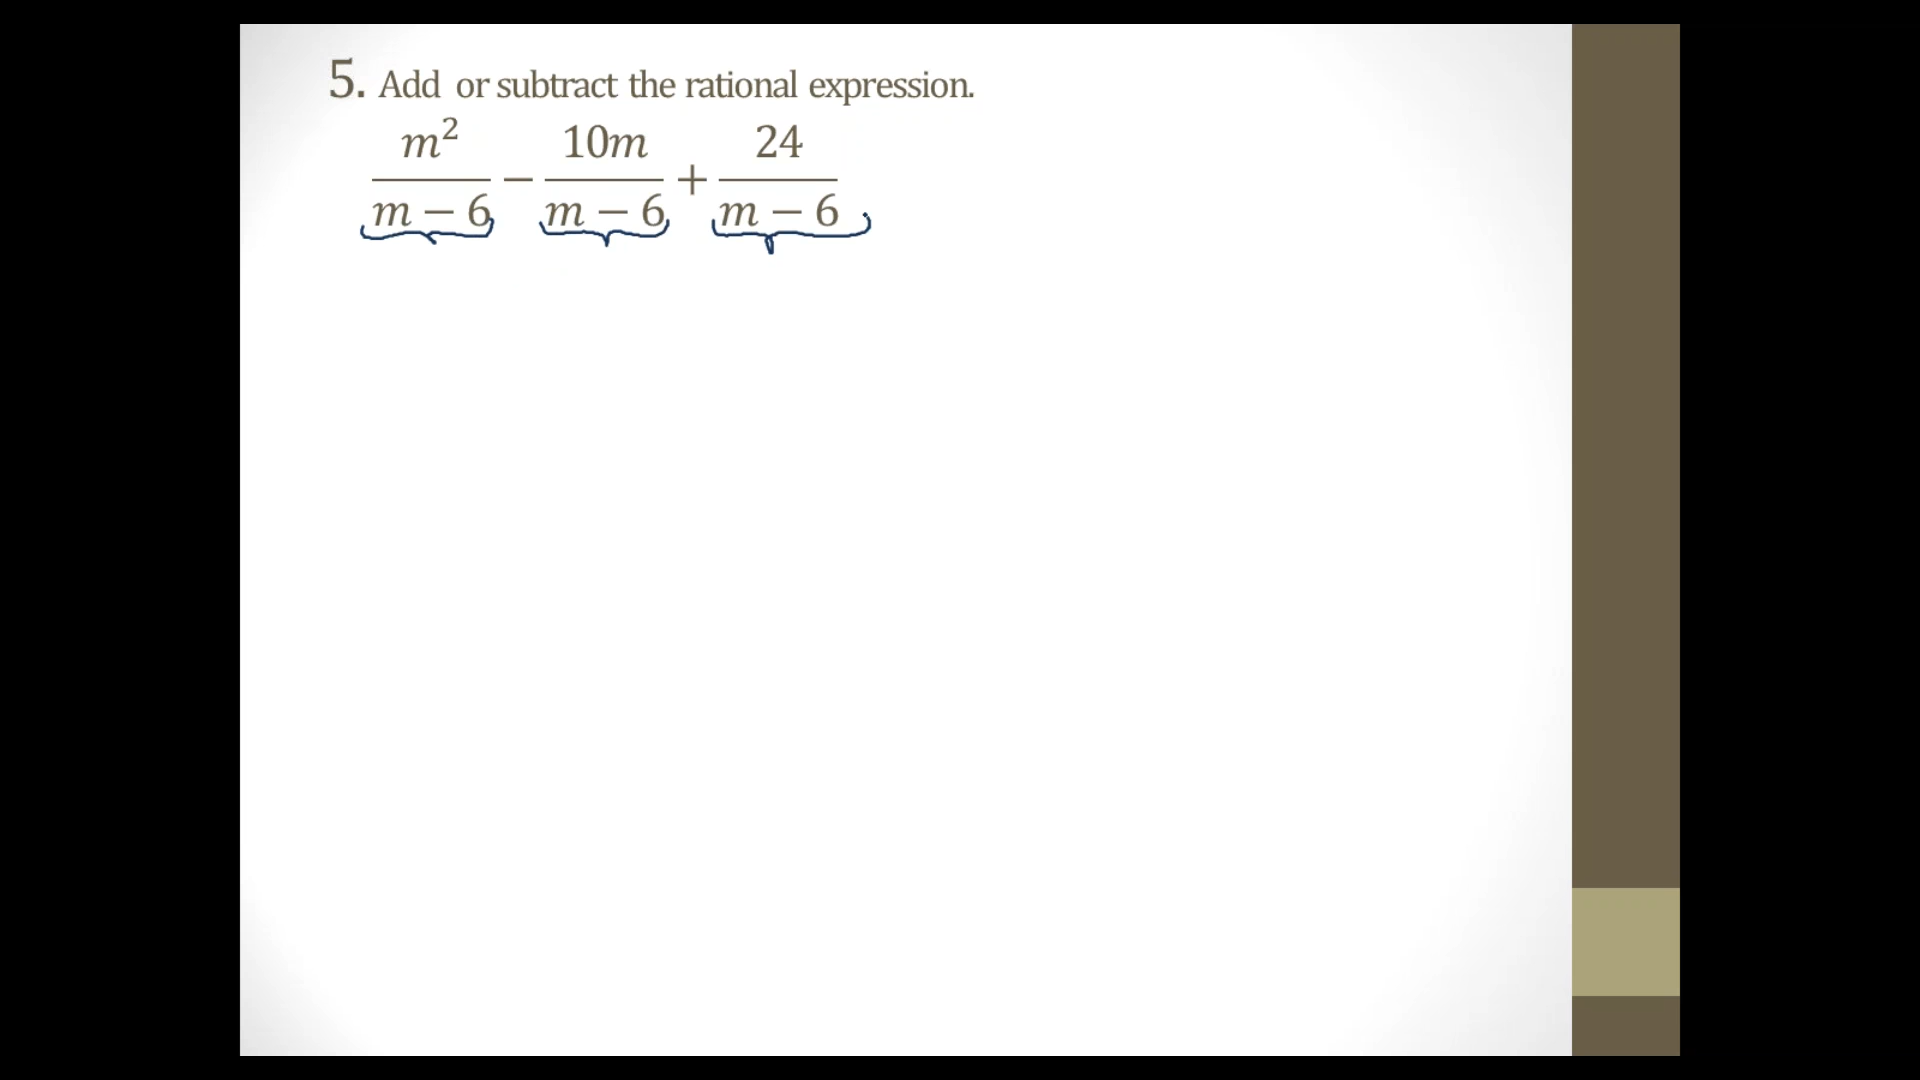 5. Add or subtract the rational expression.
m² / m − 6 − 10m / m − 6 + 24 / m − 6